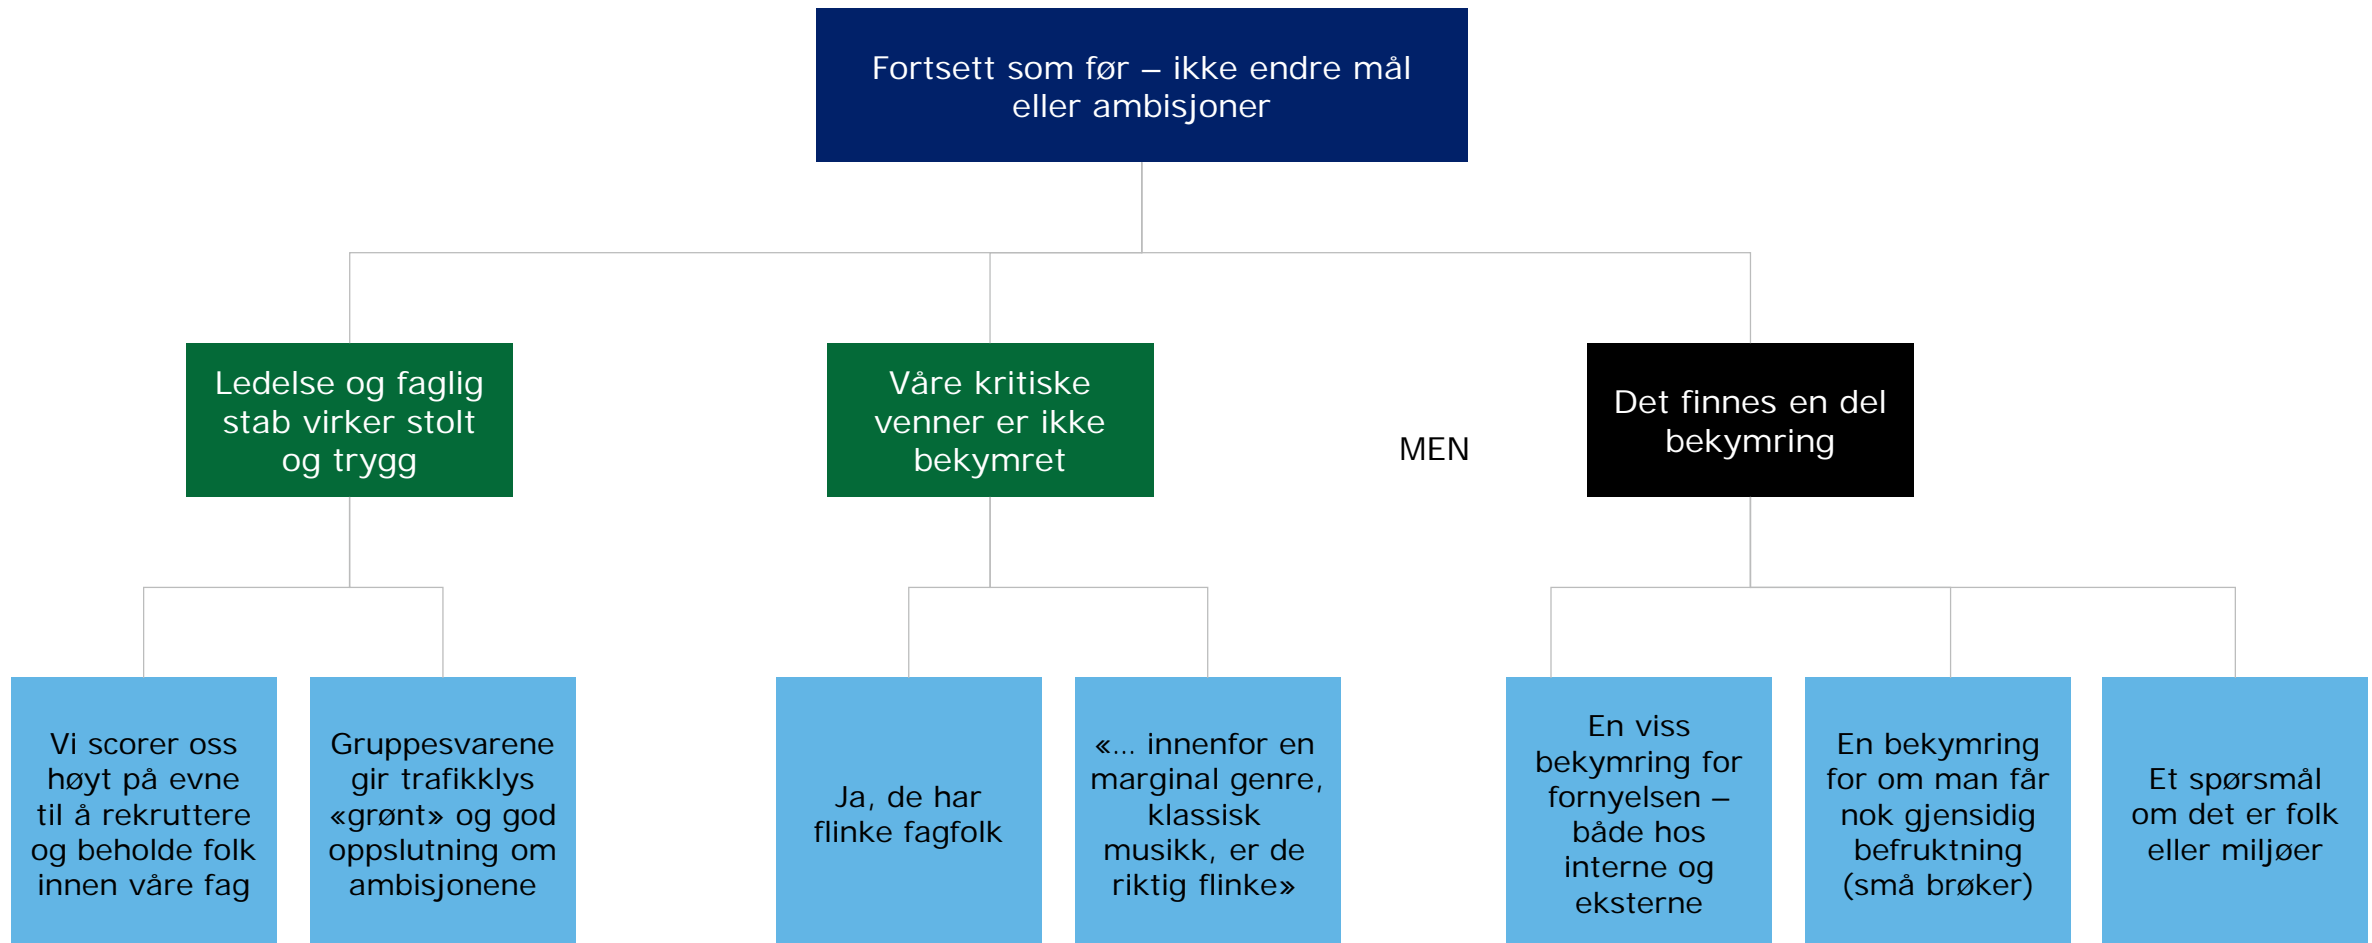 Fortsett som før – ikke endre mål
eller ambisjoner
Ledelse og faglig
stab virker stolt
og trygg
Våre kritiske
venner er ikke
bekymret
MEN
Det finnes en del
bekymring
Vi scorer oss
høyt på evne
til å rekruttere
og beholde folk
innen våre fag
Gruppesvarene
gir trafikklys
«grønt» og god
oppslutning om
ambisjonene
Ja, de har
flinke fagfolk
«… innenfor en
marginal genre,
klassisk
musikk, er de
riktig flinke»
En viss
bekymring for
fornyelsen –
både hos
interne og
eksterne
En bekymring
for om man får
nok gjensidig
befruktning
(små brøker)
Et spørsmål
om det er folk
eller miljøer